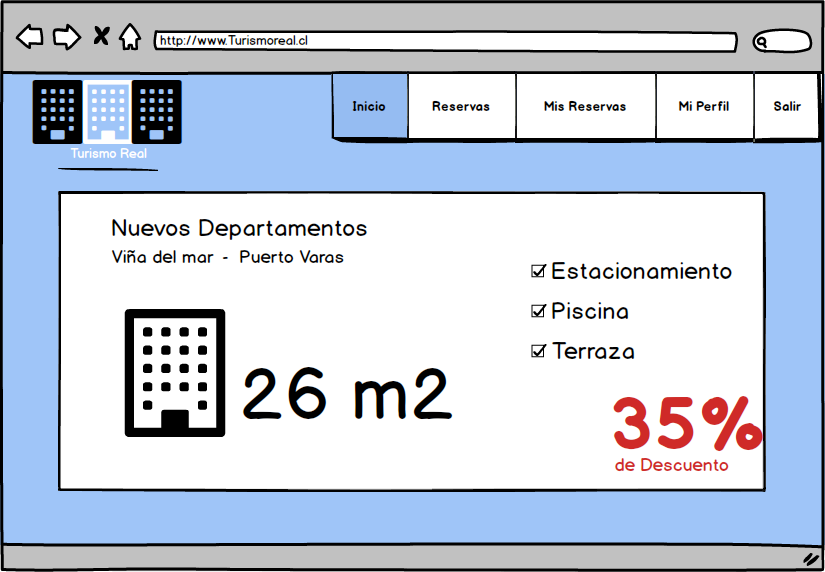 http://www.Turismoreal.cl
Inicio
Reservas
Mis Reservas
Mi Perfil
Salir
Turismo Real
Nuevos Departamentos
Viña del mar - Puerto Varas
Estacionamiento
Piscina
Terraza
26 m2
35%
de Descuento